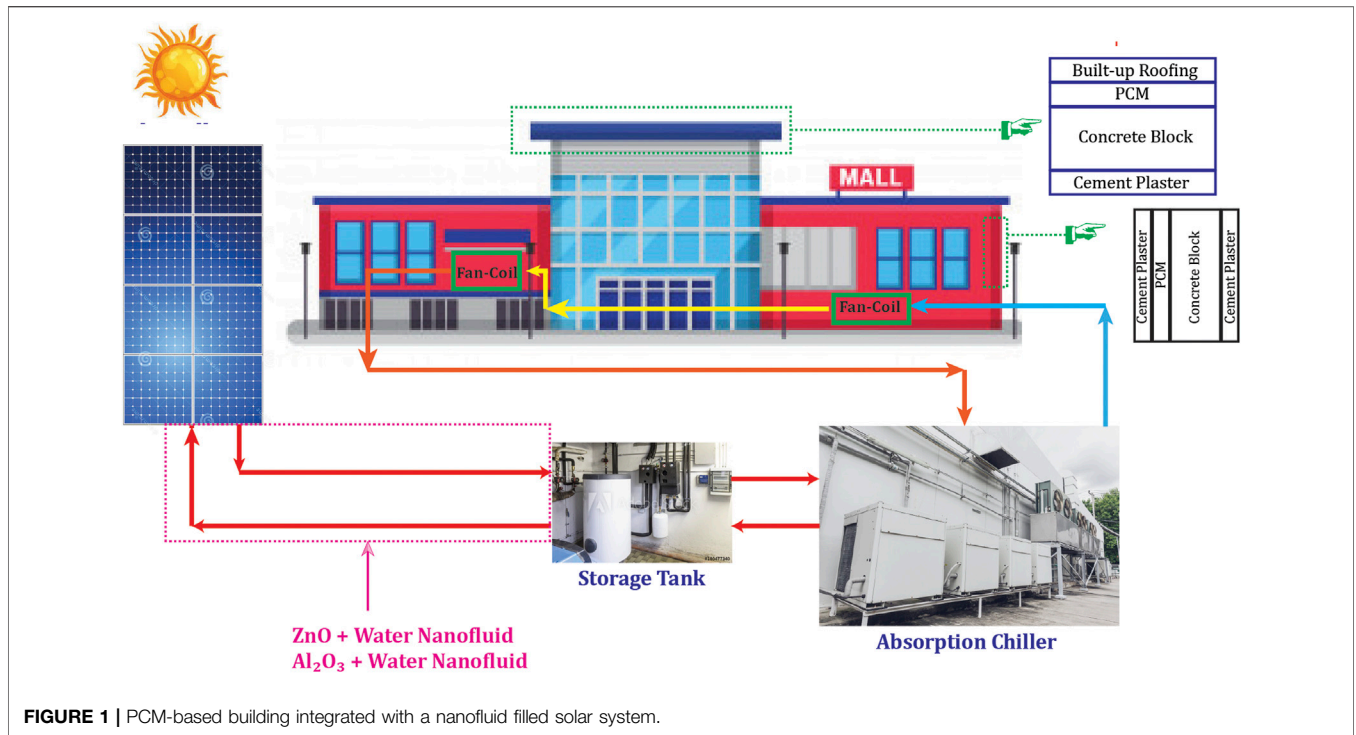 Built-up Roofing
PCM
Concrete Block
Cement Plaster
MALL
Cement Plaster
PCM
Concrete Block
Cement Plaster
Fan-Coil
Fan-Coil
Storage Tank
Absorption Chiller
ZnO + Water Nanofluid
Al₂O₃ + Water Nanofluid
FIGURE 1 | PCM-based building integrated with a nanofluid filled solar system.